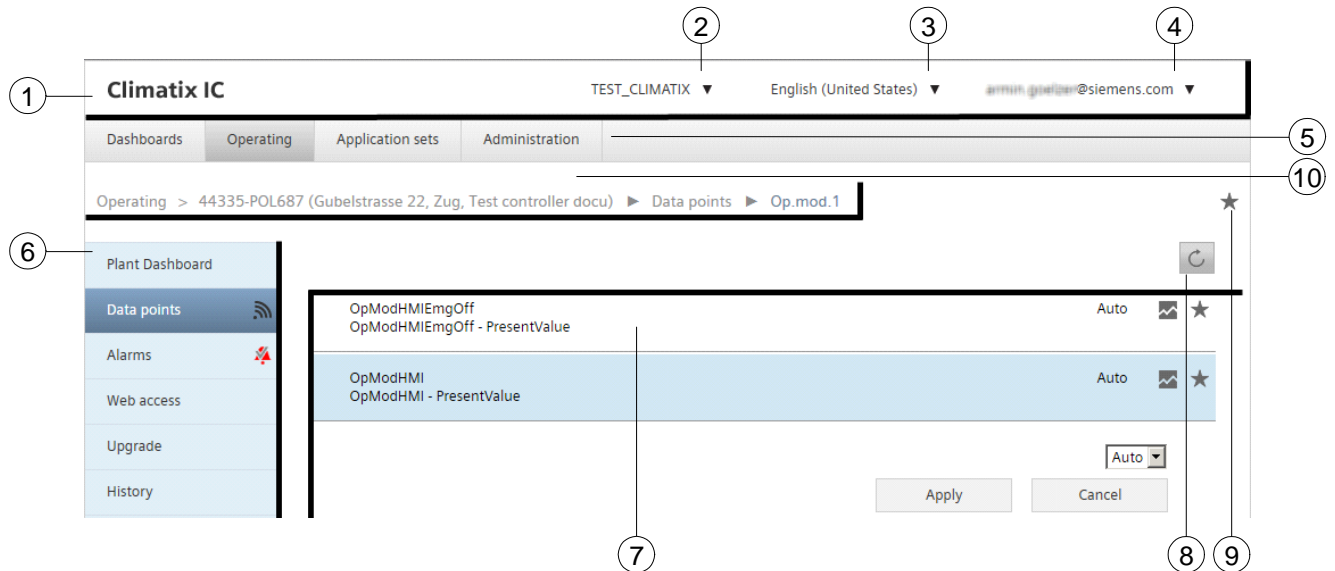 2 3 4
1 Climatix IC TEST_CLIMATIX ▼ English (United States) ▼ @siemens.com ▼
Dashboards Operating Application sets Administration 5
10
Operating > 44335-POL687 (Gubelstrasse 22, Zug, Test controller docu) ▶ Data points ▶ Op.mod.1
6 Plant Dashboard
Data points
Alarms
Web access
Upgrade
History
OpModHMIEmgOff Auto
OpModHMIEmgOff - PresentValue
OpModHMI Auto
OpModHMI - PresentValue
Auto
Apply Cancel
7 8 9